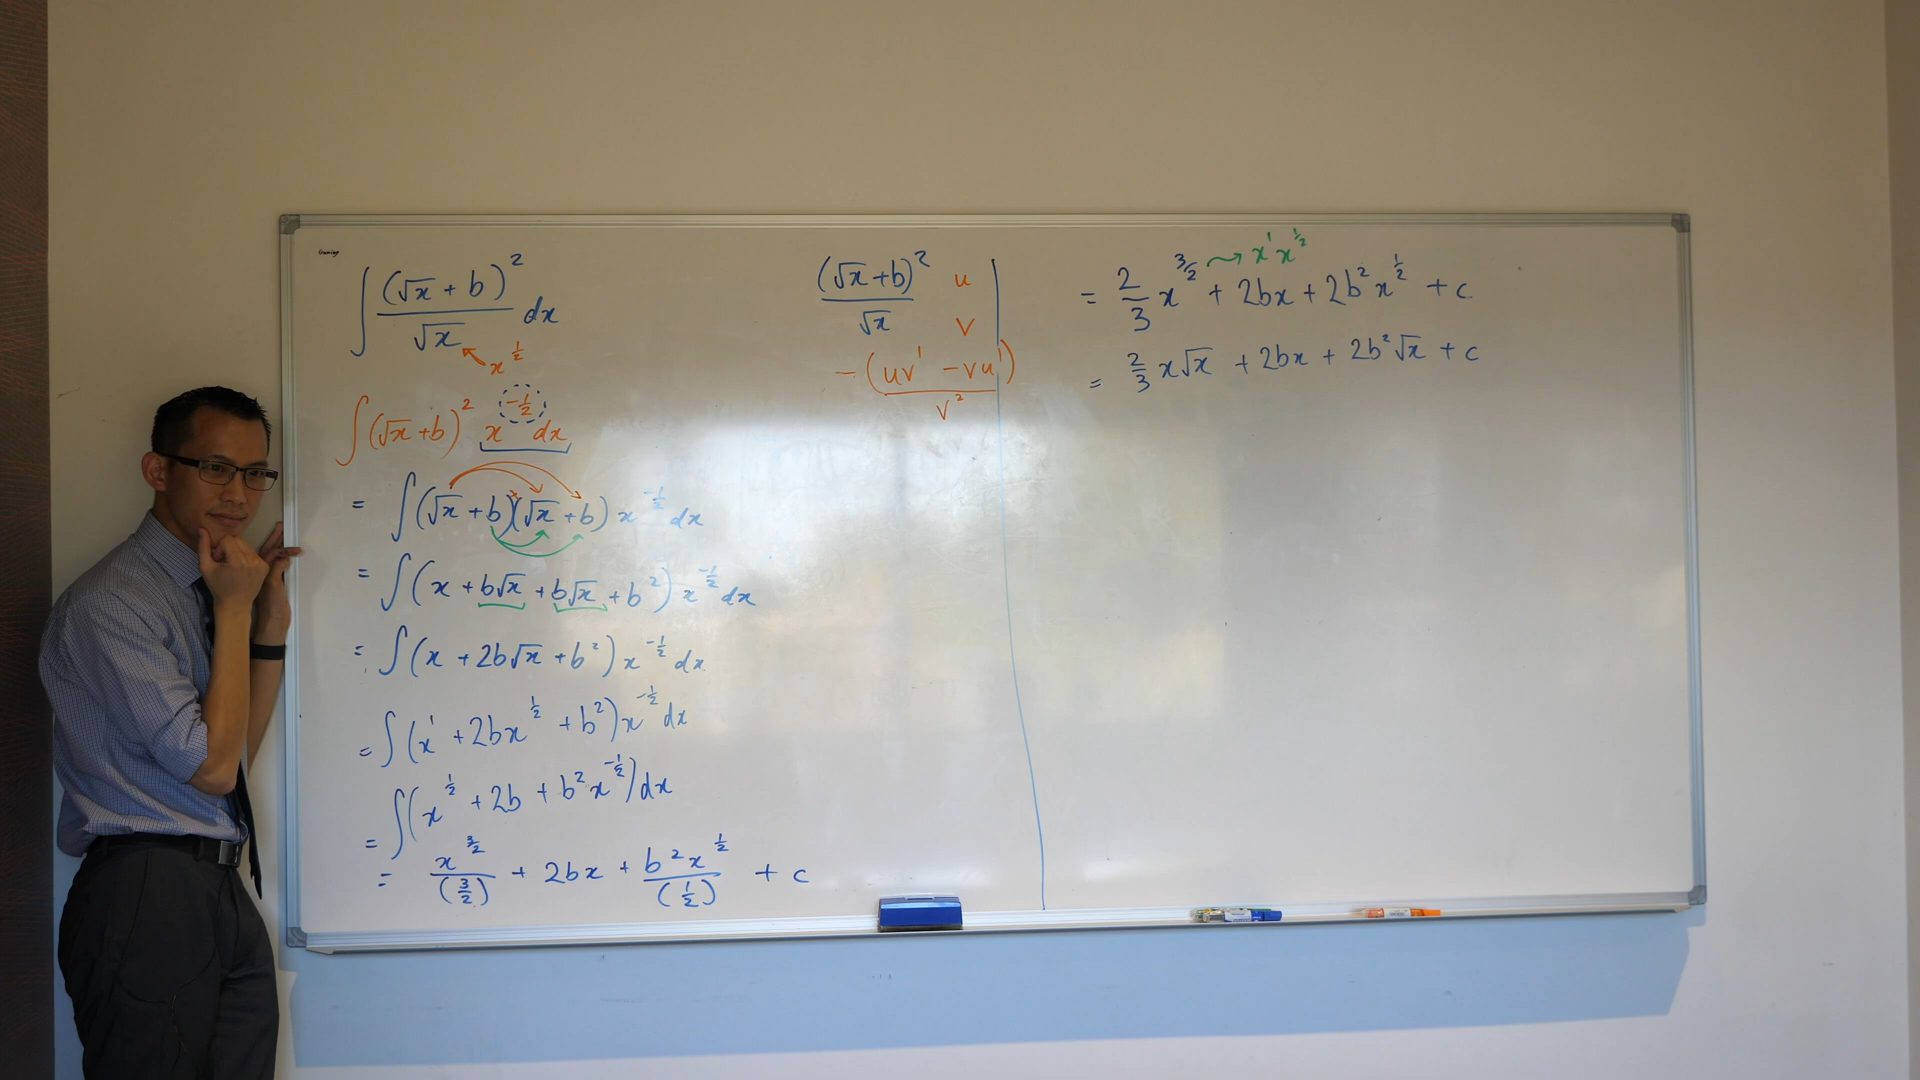 ∫ (√x + b)² / √x dx
x^(1/2)
∫ (√x + b)² x^(-1/2) dx
= ∫ (√x + b)(√x + b) x^(-1/2) dx
= ∫ (x + b√x + b√x + b²) x^(-1/2) dx
= ∫ (x + 2b√x + b²) x^(-1/2) dx
= ∫ (x¹ + 2bx^(1/2) + b²) x^(-1/2) dx
= ∫ (x^(1/2) + 2b + b²x^(-1/2)) dx
= x^(3/2) / (3/2) + 2bx + b²x^(1/2) / (1/2) + c
(√x + b)² / √x u v
- (uv' - vu') / v²
= 2/3 x^(3/2) + 2bx + 2b²x^(1/2) + c
x¹ x^(1/2)
= 2/3 x√x + 2bx + 2b²√x + c